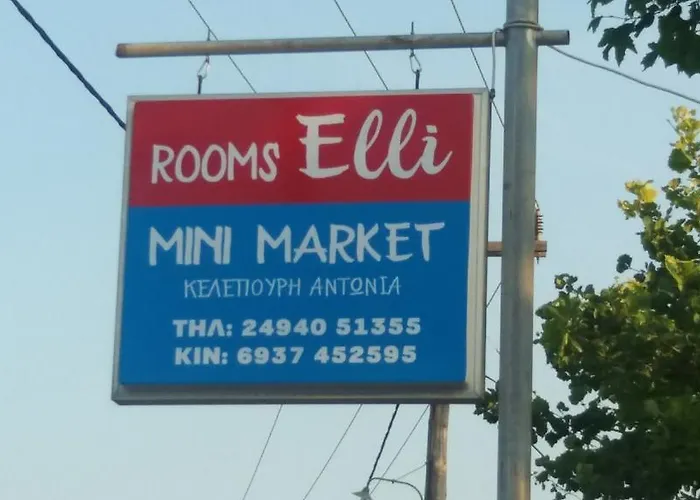 ROOMS Elli
MINI MARKET
ΚΕΛΕΠΟΥΡΗ ΑΝΤΩΝΙΑ
ΤΗΛ: 24940 51355
ΚΙΝ: 6937 452595